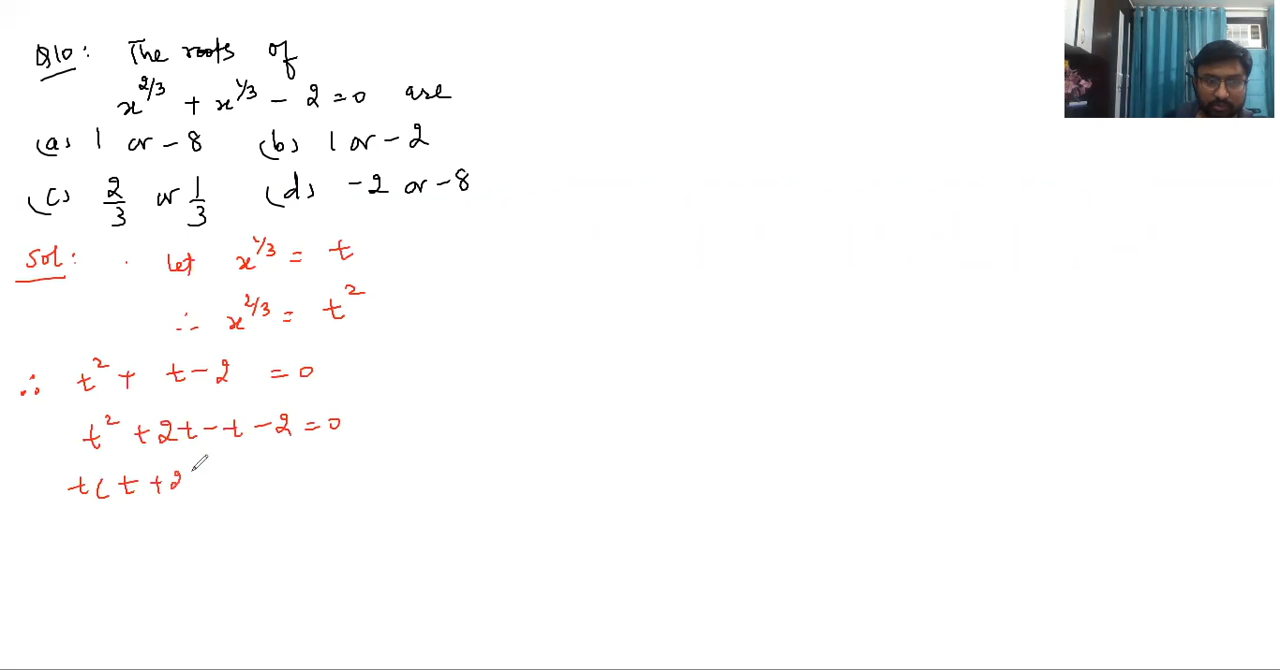 Q10: The roots of
x^{2/3} + x^{1/3} - 2 = 0 are
(a) 1 or -8 (b) 1 or -2
(c) 2/3 or 1/3 (d) -2 or -8
Sol: . let x^{1/3} = t
∴ x^{2/3} = t^2
∴ t^2 + t - 2 = 0
t^2 + 2t - t - 2 = 0
t(t + 2